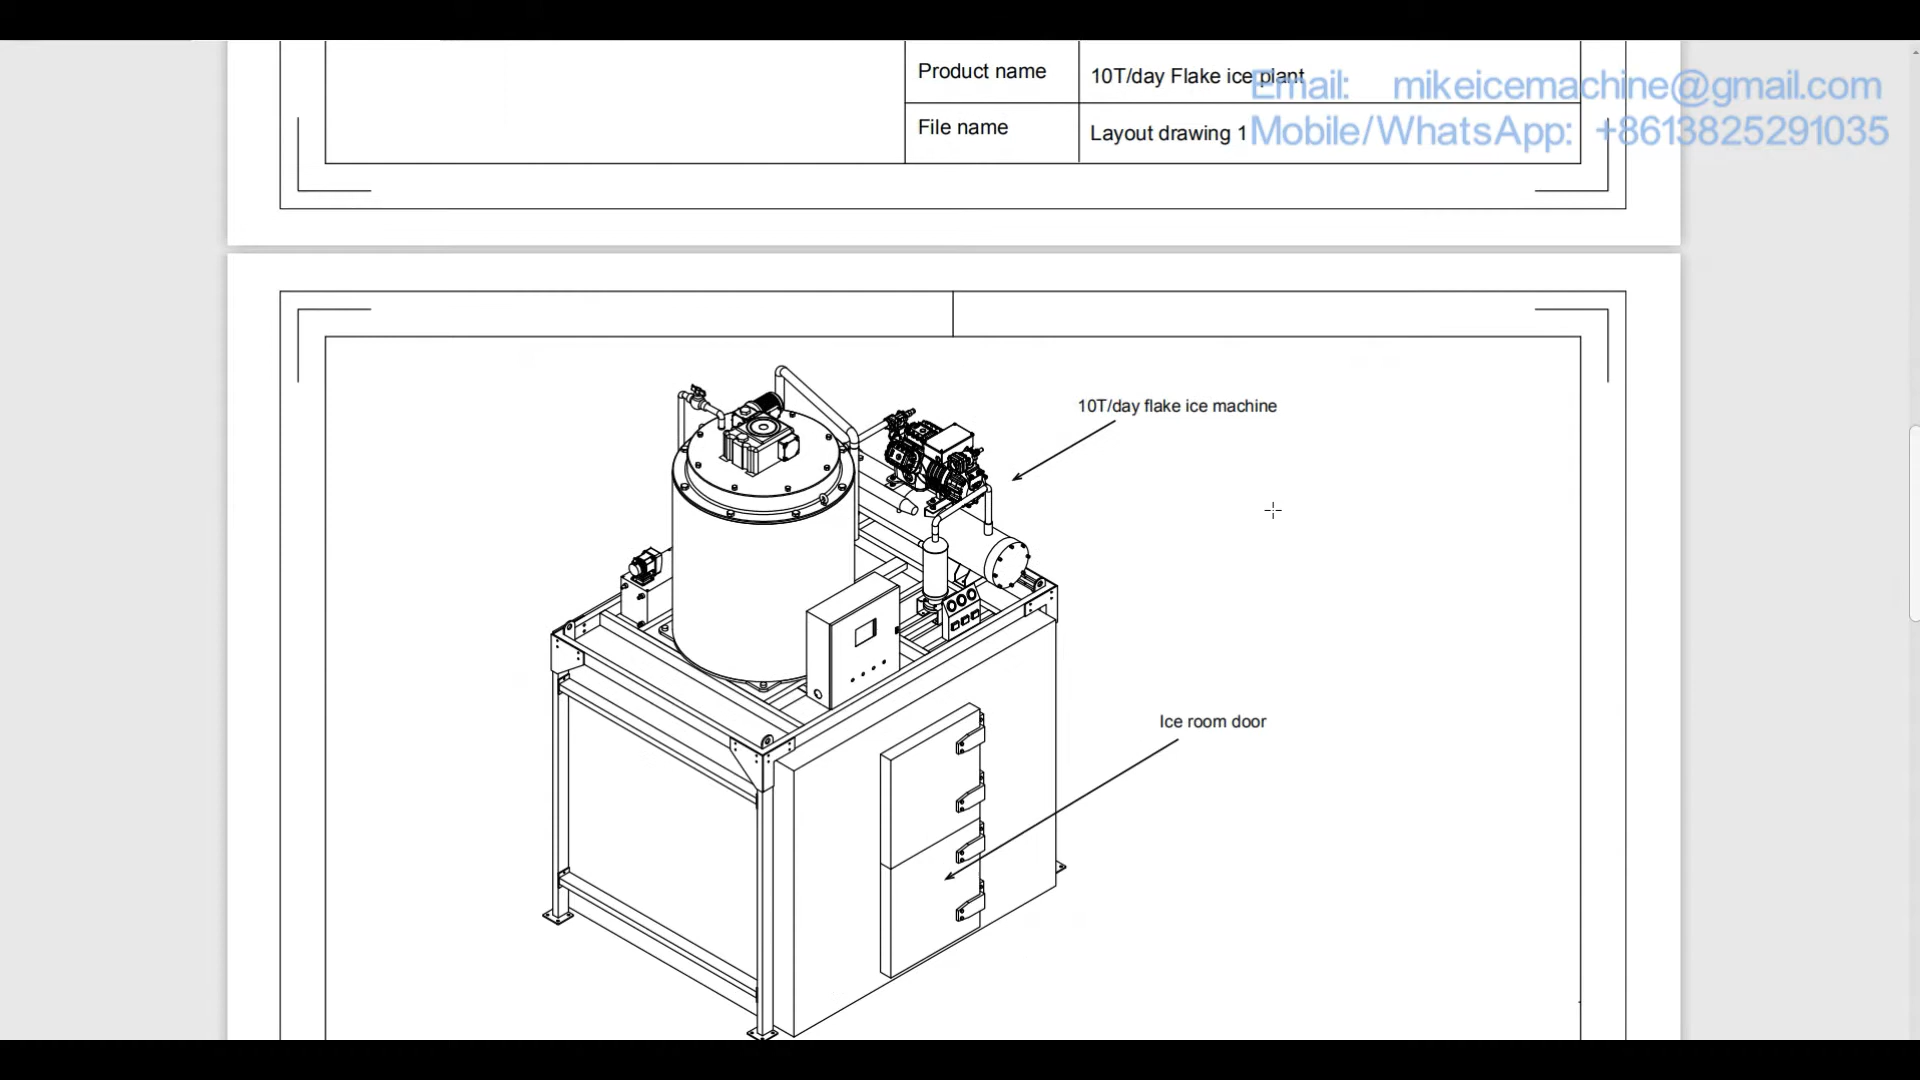 Product name 10T/day Flake ice plant
Email: mikeicemachine@gmail.com
File name Layout drawing 1
Mobile/WhatsApp: +8613825291035
10T/day flake ice machine
Ice room door